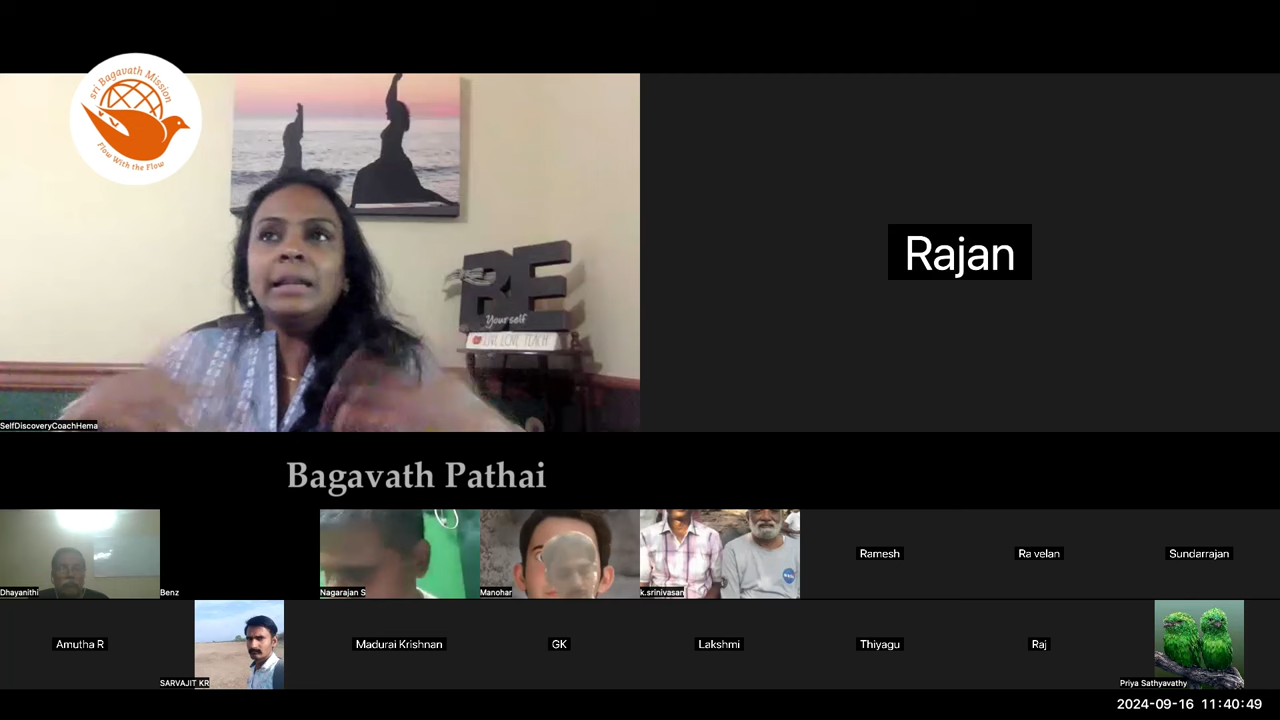 Sri Bagavath Mission
Flow With the Flow
BE
Yourself
LIVE LOVE TEACH
SelfDiscoveryCoachHema
Rajan
Bagavath Pathai
Dhayanithi
Benz
Nagarajan S
Manohar
k.srinivasan
Ramesh
Ra velan
Sundarrajan
Amutha R
SARVAJIT KR
Madurai Krishnan
GK
Lakshmi
Thiyagu
Raj
Priya Sathyavathy
2024-09-16 11:40:49